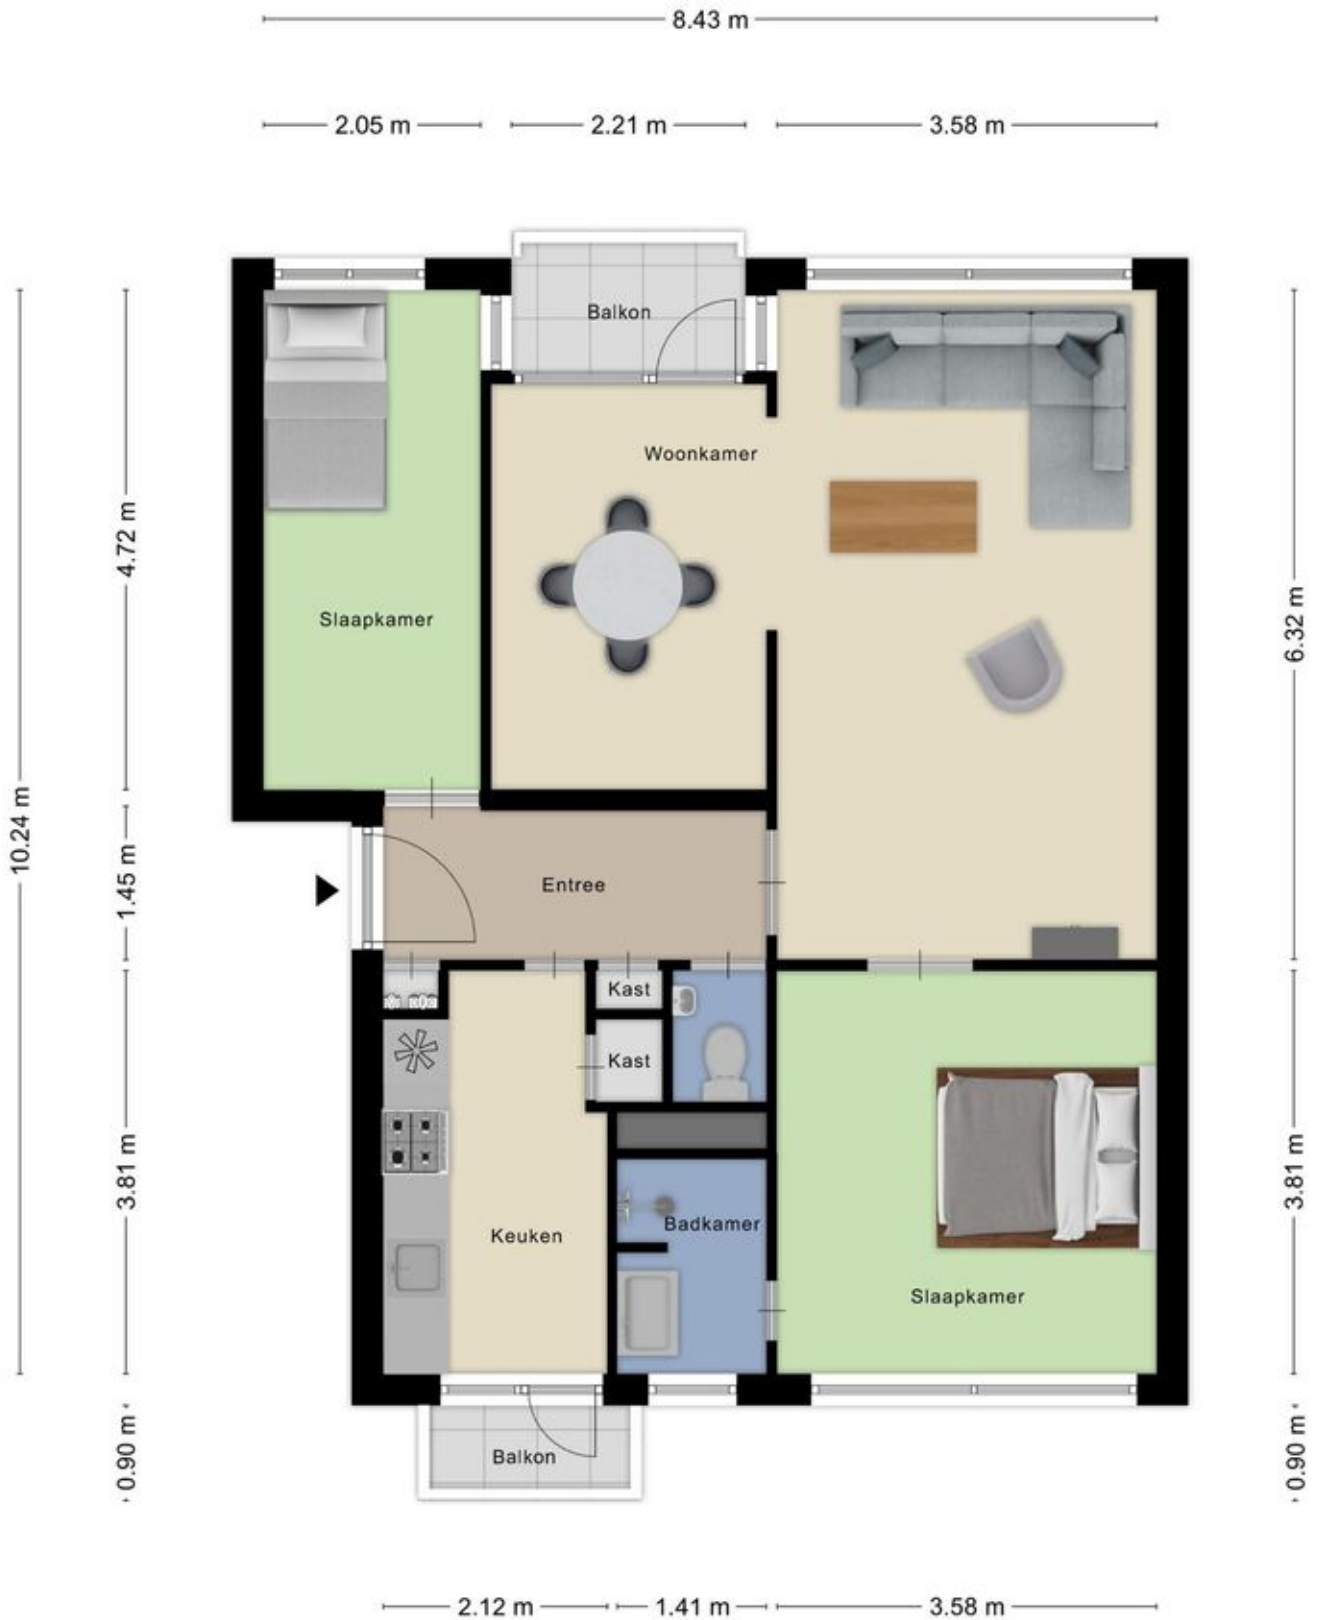 8.43 m
2.05 m
2.21 m
3.58 m
Balkon
Woonkamer
4.72 m
Slaapkamer
6.32 m
10.24 m
1.45 m
Entree
Kast
Kast
3.81 m
3.81 m
Badkamer
Keuken
Slaapkamer
0.90 m
Balkon
0.90 m
2.12 m
1.41 m
3.58 m